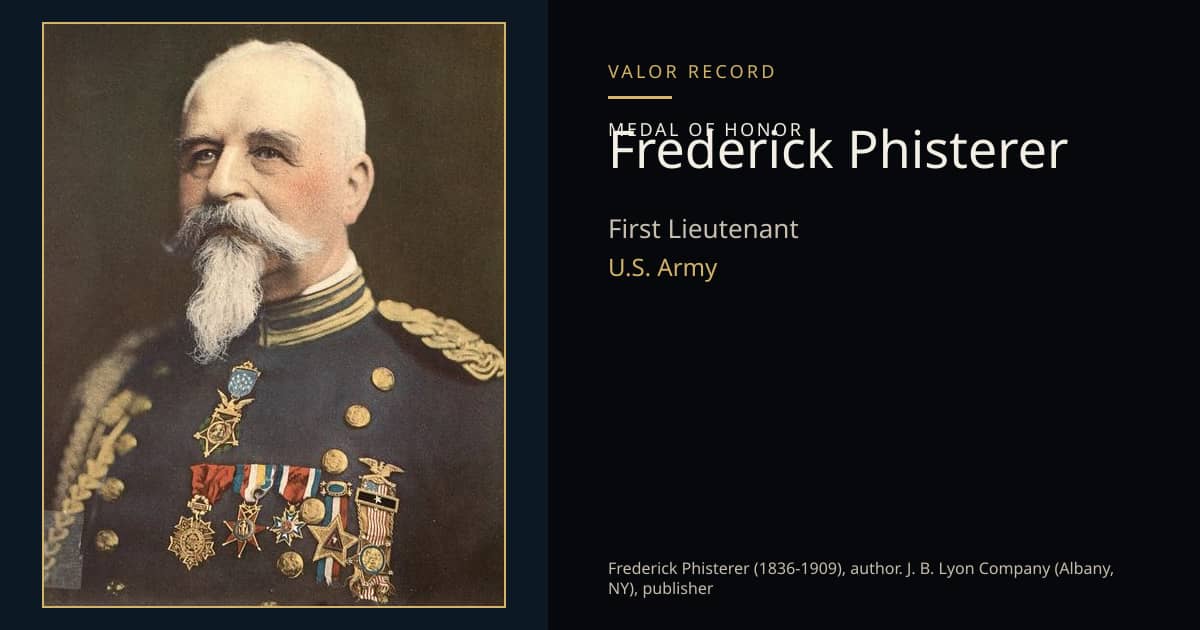 VALOR RECORD
MEDAL OF HONOR
Frederick Phisterer
First Lieutenant
U.S. Army
Frederick Phisterer (1836-1909), author. J. B. Lyon Company (Albany,
NY), publisher